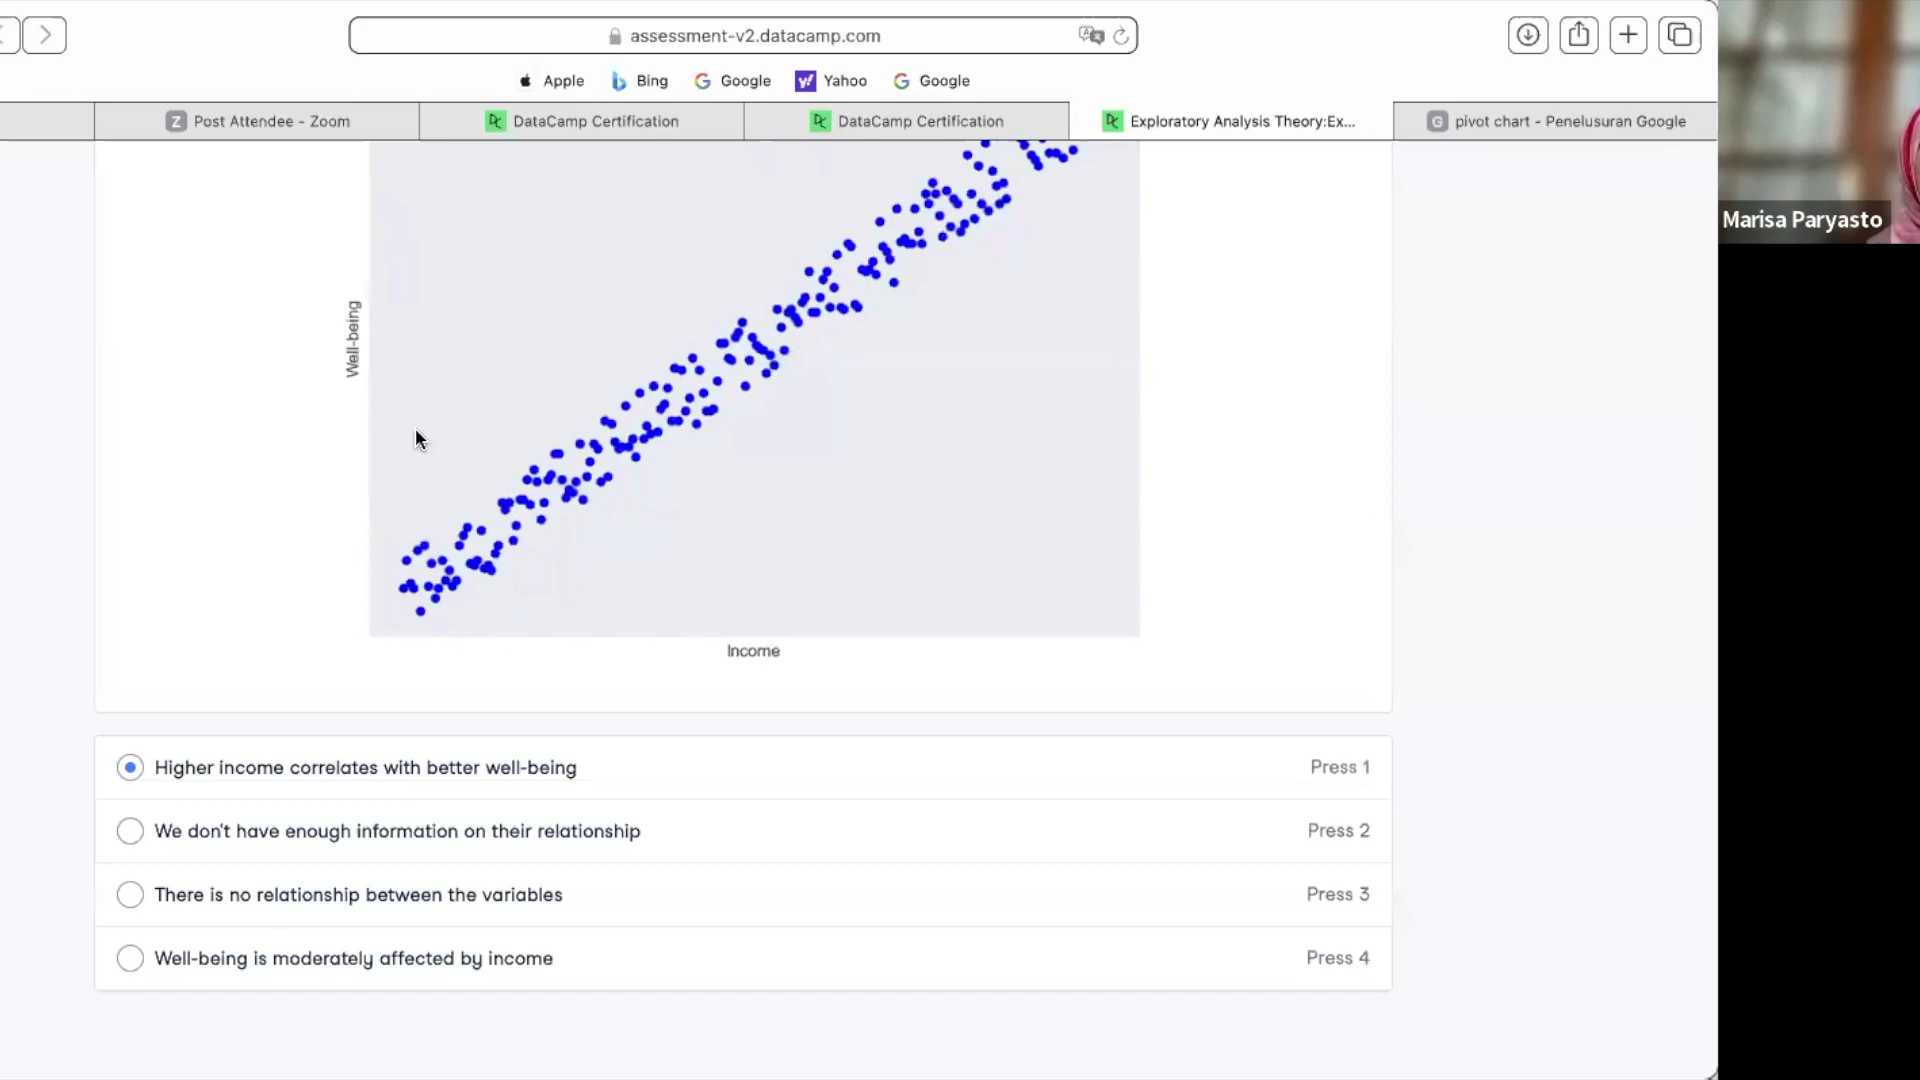 assessment-v2.datacamp.com
Apple
Bing
Google
Yahoo
Google
Post Attendee - Zoom
DataCamp Certification
DataCamp Certification
Exploratory Analysis Theory:Ex...
pivot chart - Penelusuran Google
Marisa Paryasto
Well-being
Income
Higher income correlates with better well-being Press 1
We don't have enough information on their relationship Press 2
There is no relationship between the variables Press 3
Well-being is moderately affected by income Press 4